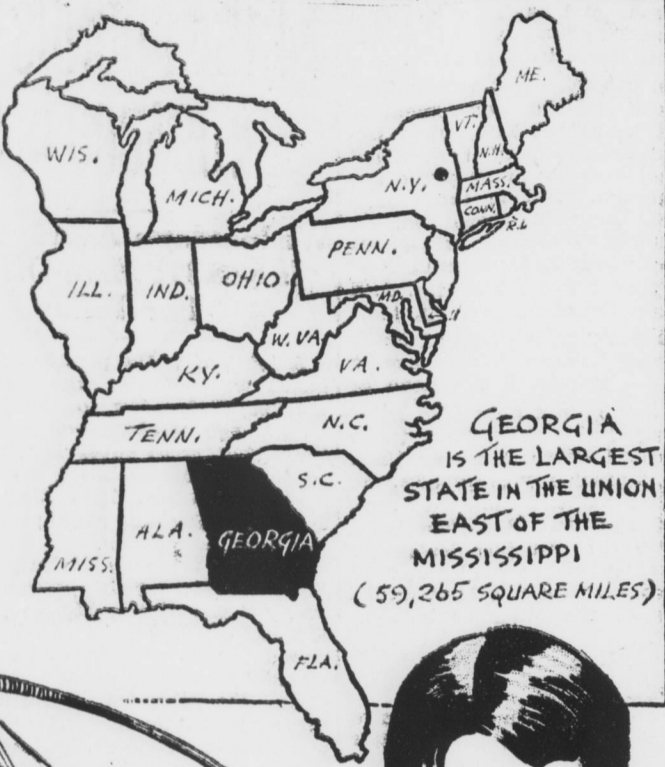 ME.
VT.
N.H.
WIS.
MICH.
N.Y.
MASS.
CONN.
R.I.
PENN.
ILL.
IND.
OHIO
MD.
W.VA
VA.
KY.
N.C.
TENN.
S.C.
ALA.
GEORGIA
MISS.
FLA.
GEORGIA
IS THE LARGEST
STATE IN THE UNION
EAST OF THE
MISSISSIPPI
(59,265 SQUARE MILES)